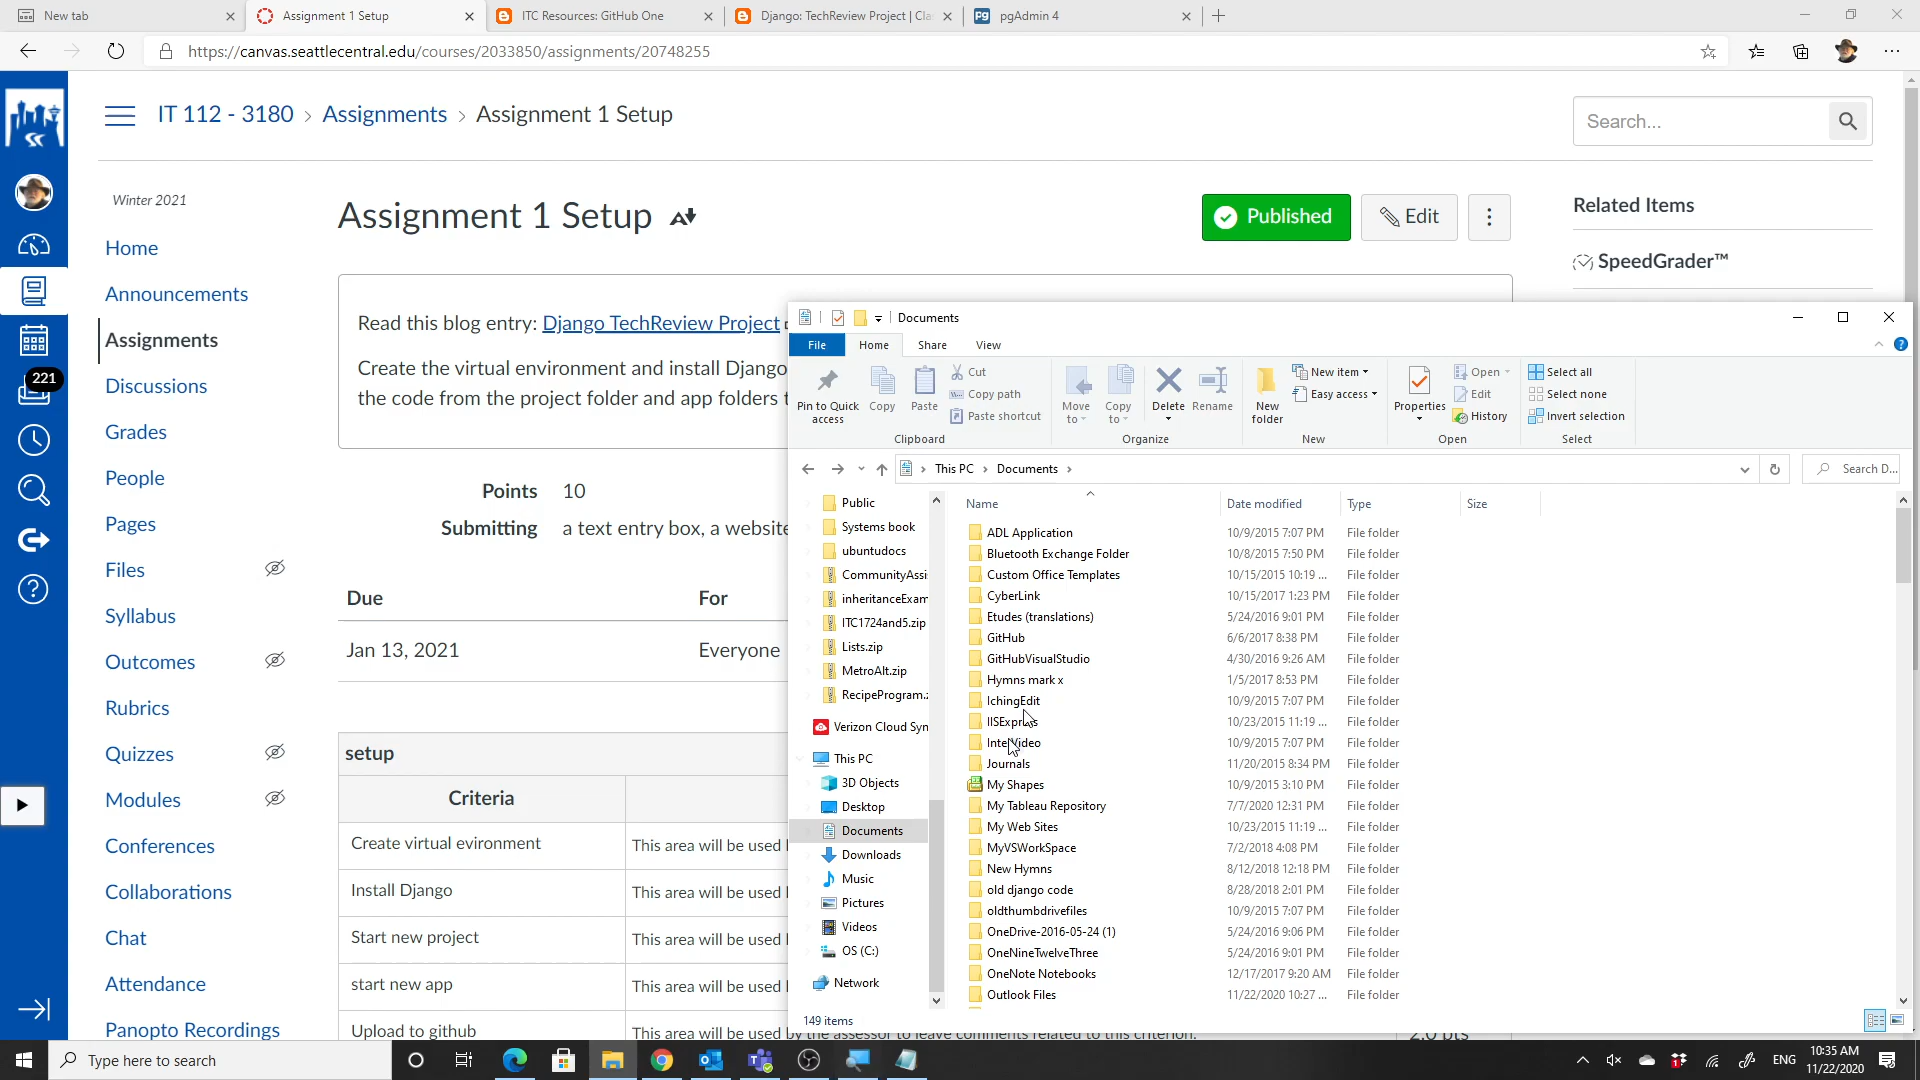 New tab
Assignment 1 Setup
ITC Resources: GitHub One
Django: TechReview Project | Cla
pgAdmin 4
https://canvas.seattlecentral.edu/courses/2033850/assignments/20748255
IT 112 - 3180 › Assignments › Assignment 1 Setup
Search...
Winter 2021
Home
Announcements
Assignments
Discussions
Grades
People
Pages
Files
Syllabus
Outcomes
Rubrics
Quizzes
Modules
Conferences
Collaborations
Chat
Attendance
Panopto Recordings
221
Assignment 1 Setup
Published
Edit
Related Items
SpeedGrader™
Read this blog entry: Django TechReview Project
Create the virtual environment and install Django
the code from the project folder and app folders t
Points 10
Submitting a text entry box, a website
Due For
Jan 13, 2021 Everyone
setup
Criteria
Create virtual evironment This area will be used
Install Django This area will be used
Start new project This area will be used
start new app This area will be used
Upload to github This area will be used by the assessor to leave comments related to this criterion. 2.0 pts
Documents
File Home Share View
Pin to Quick access
Copy
Paste
Cut
Copy path
Paste shortcut
Clipboard
Move to
Copy to
Delete
Rename
Organize
New folder
New item
Easy access
New
Properties
Open
Edit
History
Open
Select all
Select none
Invert selection
Select
This PC › Documents ›
Search D...
Public
Systems book
ubuntudocs
CommunityAssi
inheritanceExam
ITC1724and5.zip
Lists.zip
MetroAlt.zip
RecipeProgram.z
Verizon Cloud Syn
This PC
3D Objects
Desktop
Documents
Downloads
Music
Pictures
Videos
OS (C:)
Network
Name Date modified Type Size
ADL Application 10/9/2015 7:07 PM File folder
Bluetooth Exchange Folder 10/8/2015 7:50 PM File folder
Custom Office Templates 10/15/2015 10:19 ... File folder
CyberLink 10/15/2017 1:23 PM File folder
Etudes (translations) 5/24/2016 9:01 PM File folder
GitHub 6/6/2017 8:38 PM File folder
GitHubVisualStudio 4/30/2016 9:26 AM File folder
Hymns mark x 1/5/2017 8:53 PM File folder
IchingEdit 10/9/2015 7:07 PM File folder
IISExpress 10/23/2015 11:19 ... File folder
InterVideo 10/9/2015 7:07 PM File folder
Journals 11/20/2015 8:34 PM File folder
My Shapes 10/9/2015 3:10 PM File folder
My Tableau Repository 7/7/2020 12:31 PM File folder
My Web Sites 10/23/2015 11:19 ... File folder
MyVSWorkSpace 7/2/2018 4:08 PM File folder
New Hymns 8/12/2018 12:18 PM File folder
old django code 8/28/2018 2:01 PM File folder
oldthumbdrivefiles 10/9/2015 7:07 PM File folder
OneDrive-2016-05-24 (1) 5/24/2016 9:06 PM File folder
OneNineTwelveThree 5/24/2016 9:01 PM File folder
OneNote Notebooks 12/17/2017 9:20 AM File folder
Outlook Files 11/22/2020 10:27 ... File folder
149 items
Type here to search
ENG
10:35 AM
11/22/2020